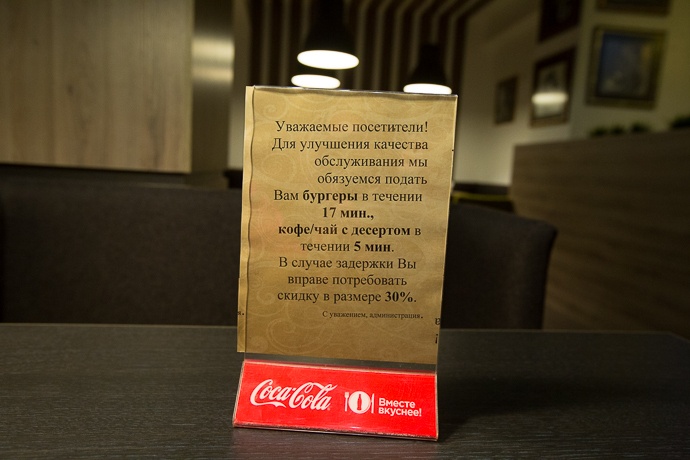 Уважаемые посетители!
Для улучшения качества
обслуживания мы
обязуемся подать
Вам бургеры в течении
17 мин.,
кофе/чай с десертом в
течении 5 мин.
В случае задержки Вы
вправе потребовать
скидку в размере 30%.
С уважением, администрация.
Coca-Cola
Вместе
вкуснее!